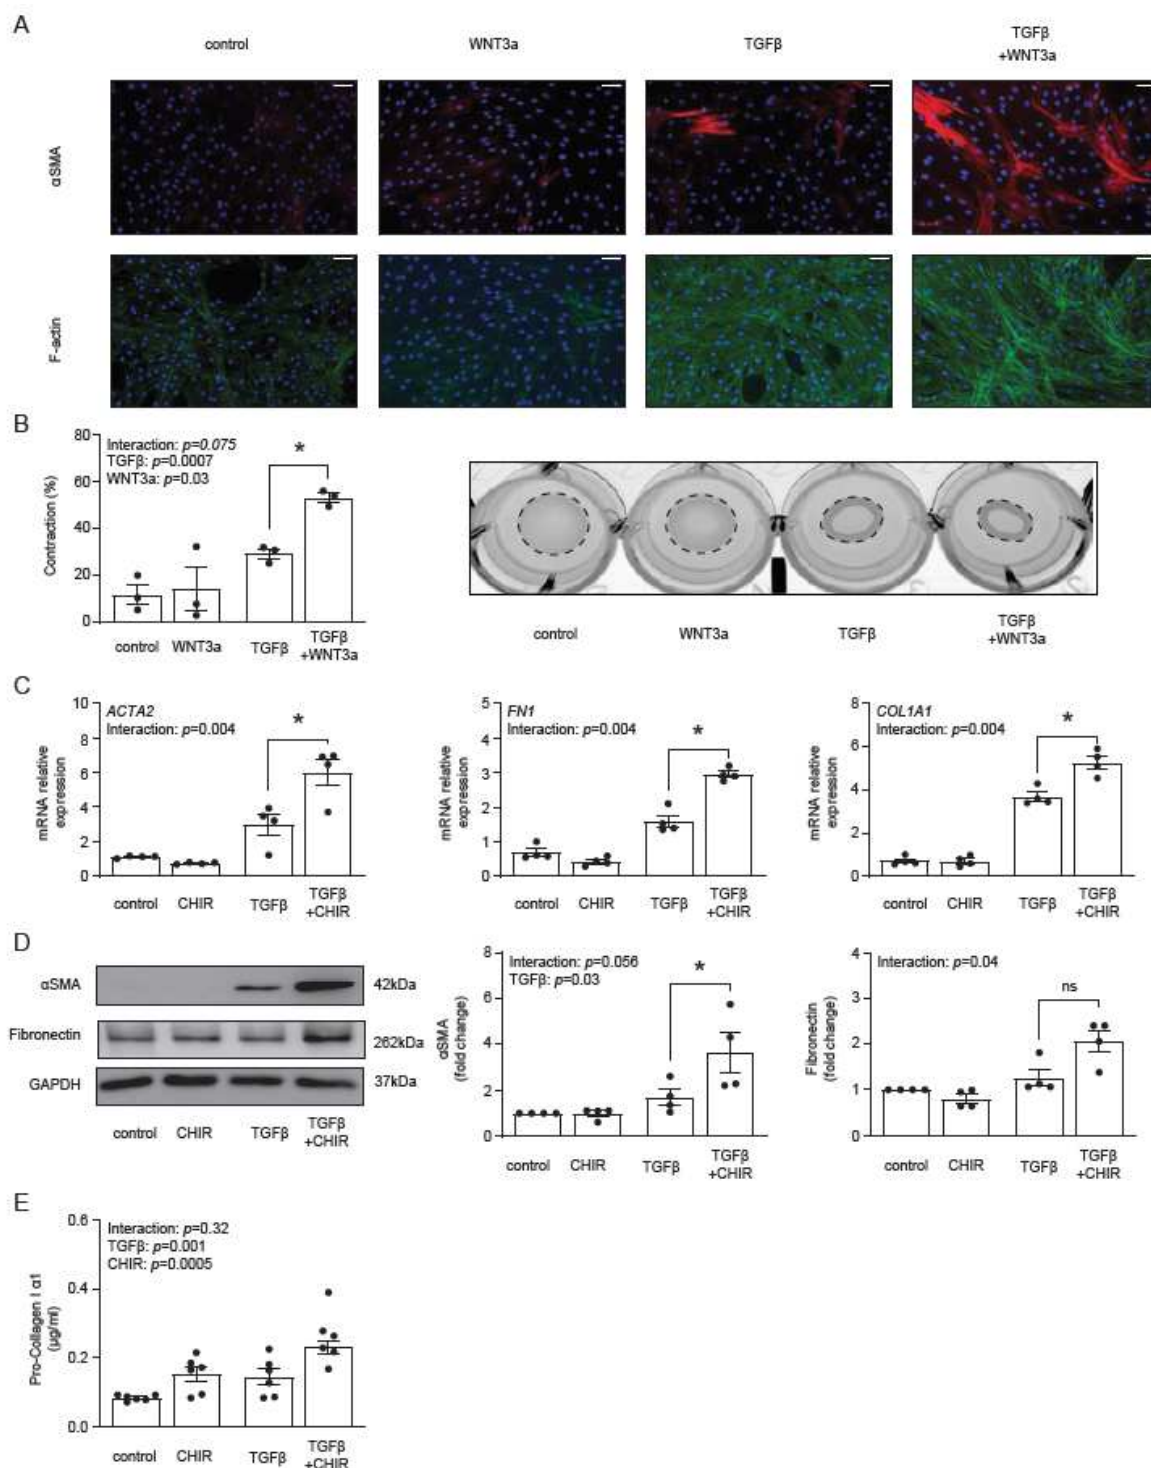 A
control
WNT3a
TGFβ
TGFβ
+WNT3a
αSMA
F-actin
B
Contraction (%)
80
60
40
20
0
Interaction: p=0.075
TGFβ: p=0.0007
WNT3a: p=0.03
*
control
WNT3a
TGFβ
TGFβ
+WNT3a
control
WNT3a
TGFβ
TGFβ
+WNT3a
C
mRNA relative
expression
10
8
6
4
2
0
ACTA2
Interaction: p=0.004
*
control
CHIR
TGFβ
TGFβ
+CHIR
mRNA relative
expression
5
4
3
2
1
0
FN1
Interaction: p=0.004
*
control
CHIR
TGFβ
TGFβ
+CHIR
mRNA relative
expression
8
6
4
2
0
COL1A1
Interaction: p=0.004
*
control
CHIR
TGFβ
TGFβ
+CHIR
D
αSMA
42kDa
Fibronectin
262kDa
GAPDH
37kDa
control
CHIR
TGFβ
TGFβ
+CHIR
αSMA
(fold change)
8
6
4
2
0
Interaction: p=0.056
TGFβ: p=0.03
*
control
CHIR
TGFβ
TGFβ
+CHIR
Fibronectin
(fold change)
4
3
2
1
0
Interaction: p=0.04
ns
control
CHIR
TGFβ
TGFβ
+CHIR
E
Pro-Collagen I α1
(µg/ml)
0.6
0.4
0.2
0.0
Interaction: p=0.32
TGFβ: p=0.001
CHIR: p=0.0005
control
CHIR
TGFβ
TGFβ
+CHIR